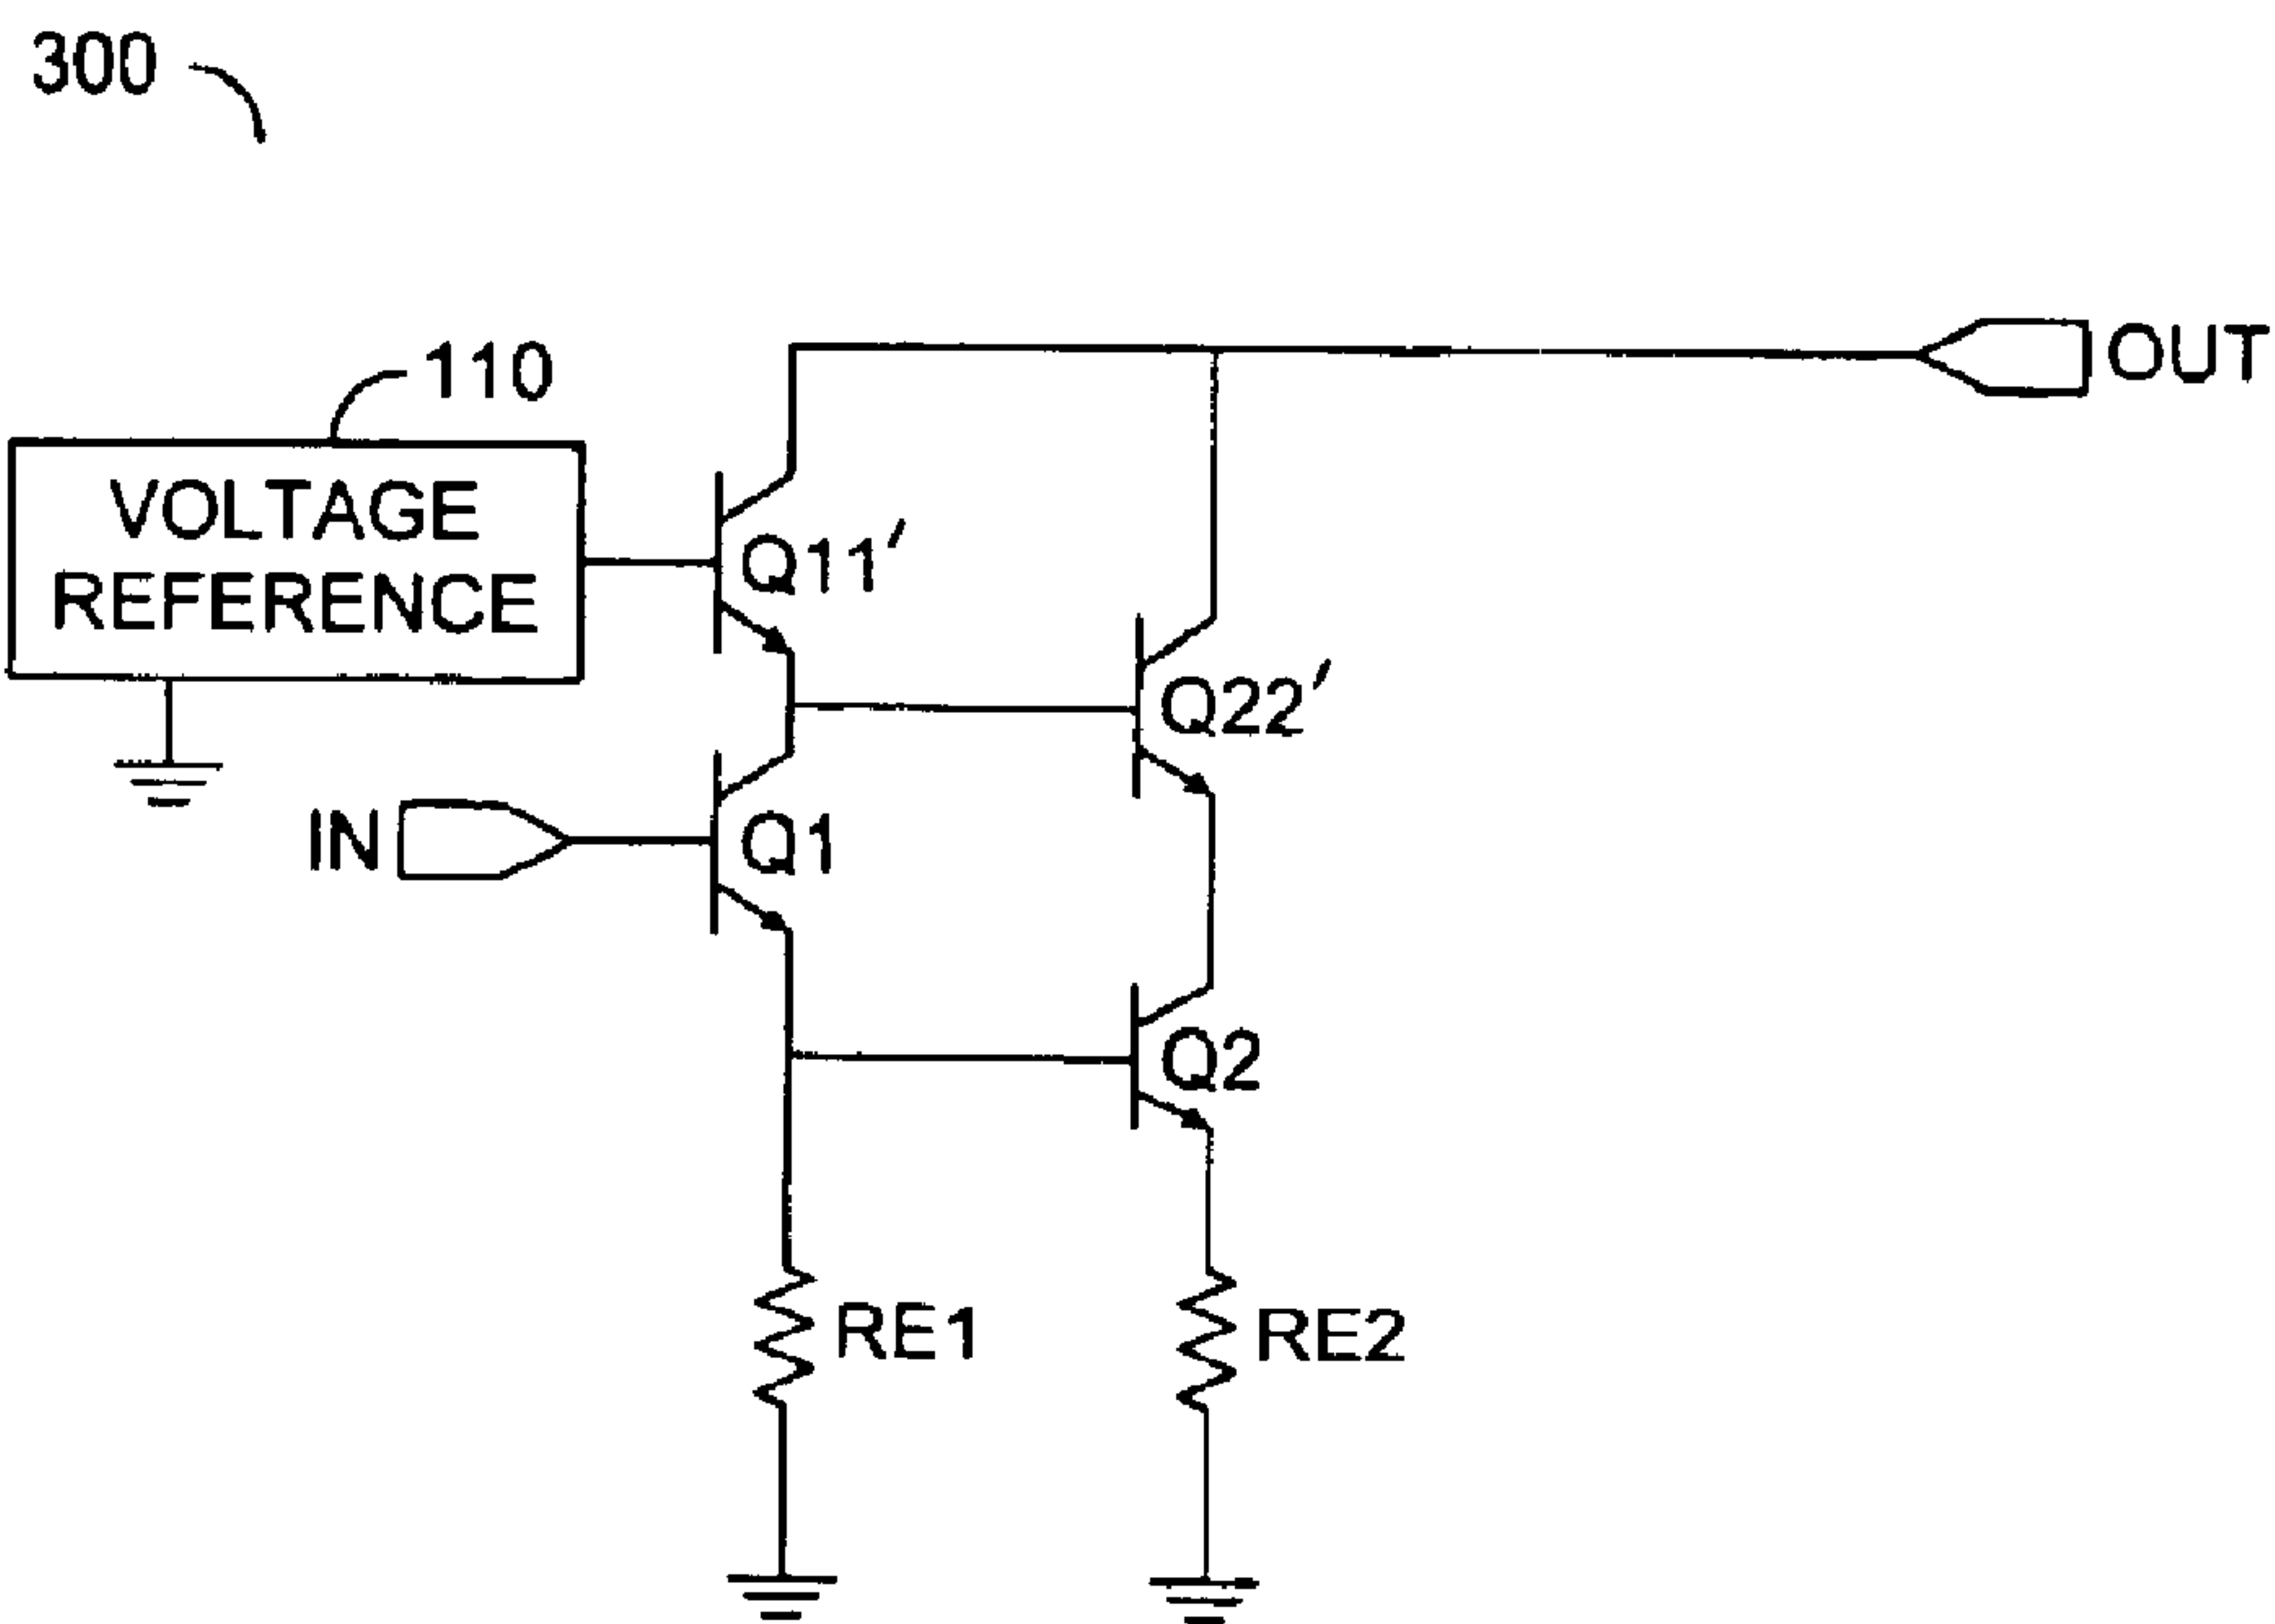 300
OUT
110
VOLTAGE
REFERENCE
Q11′
Q22′
IN
Q1
Q2
RE1
RE2